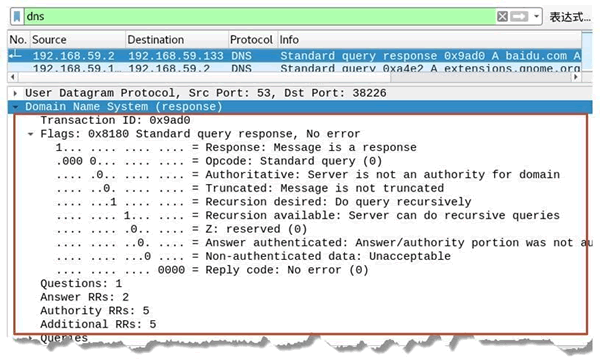 dns
表达式…
No. Source Destination Protocol Info
192.168.59.2 192.168.59.133 DNS Standard query response 0x9ad0 A baidu.com A
192.168.59.1… 192.168.59.2 DNS Standard query 0xa4e2 A extensions.gnome.org
User Datagram Protocol, Src Port: 53, Dst Port: 38226
Domain Name System (response)
Transaction ID: 0x9ad0
Flags: 0x8180 Standard query response, No error
1... .... .... .... = Response: Message is a response
.000 0... .... .... = Opcode: Standard query (0)
.... .0.. .... .... = Authoritative: Server is not an authority for domain
.... ..0. .... .... = Truncated: Message is not truncated
.... ...1 .... .... = Recursion desired: Do query recursively
.... .... 1... .... = Recursion available: Server can do recursive queries
.... .... .0.. .... = Z: reserved (0)
.... .... ..0. .... = Answer authenticated: Answer/authority portion was not au
.... .... ...0 .... = Non-authenticated data: Unacceptable
.... .... .... 0000 = Reply code: No error (0)
Questions: 1
Answer RRs: 2
Authority RRs: 5
Additional RRs: 5
Queries